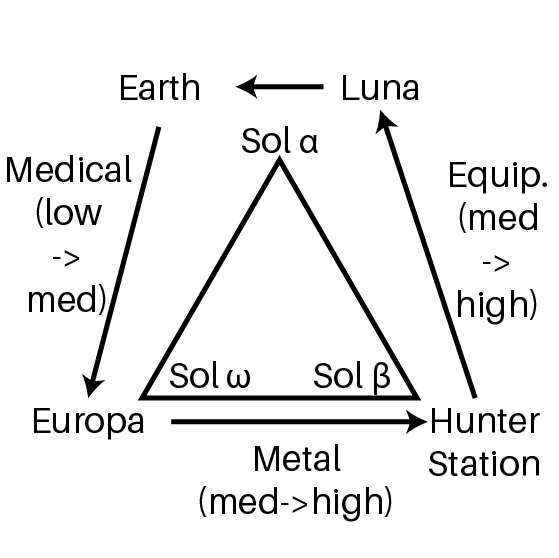 Earth
Luna
Sol α
Medical
(low
->
med)
Equip.
(med
->
high)
Sol ω
Sol β
Europa
Hunter
Station
Metal
(med->high)